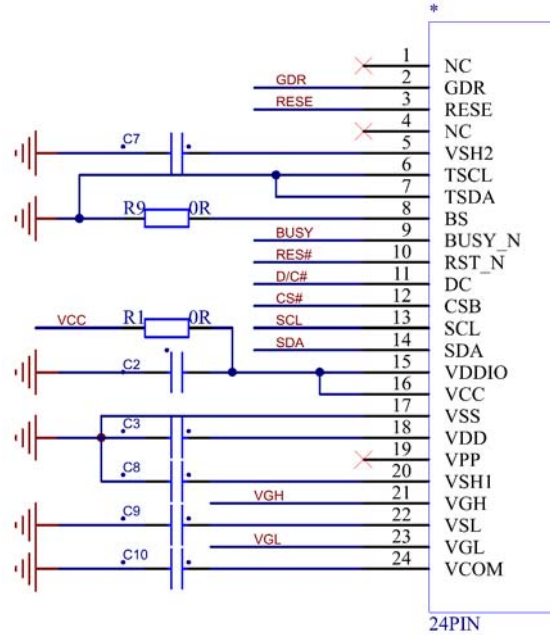 *
1 NC
GDR 2 GDR
RESE 3 RESE
4 NC
C7 5 VSH2
6 TSCL
7 TSDA
R9 0R 8 BS
BUSY 9 BUSY_N
RES# 10 RST_N
D/C# 11 DC
CS# 12 CSB
VCC R1 0R SCL 13 SCL
SDA 14 SDA
C2 15 VDDIO
16 VCC
17 VSS
C3 18 VDD
19 VPP
C8 20 VSH1
VGH 21 VGH
C9 22 VSL
VGL 23 VGL
C10 24 VCOM
24PIN